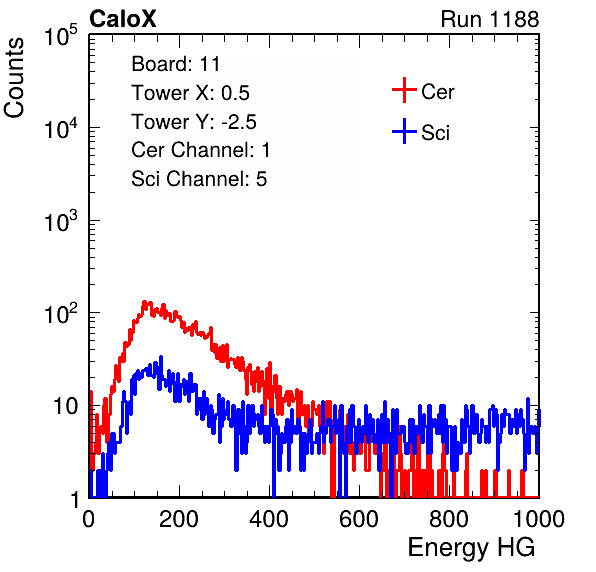 CaloX Run 1188
Counts
10^5
10^4
10^3
10^2
10
1
Board: 11
Tower X: 0.5
Tower Y: -2.5
Cer Channel: 1
Sci Channel: 5
Cer
Sci
0 200 400 600 800 1000
Energy HG